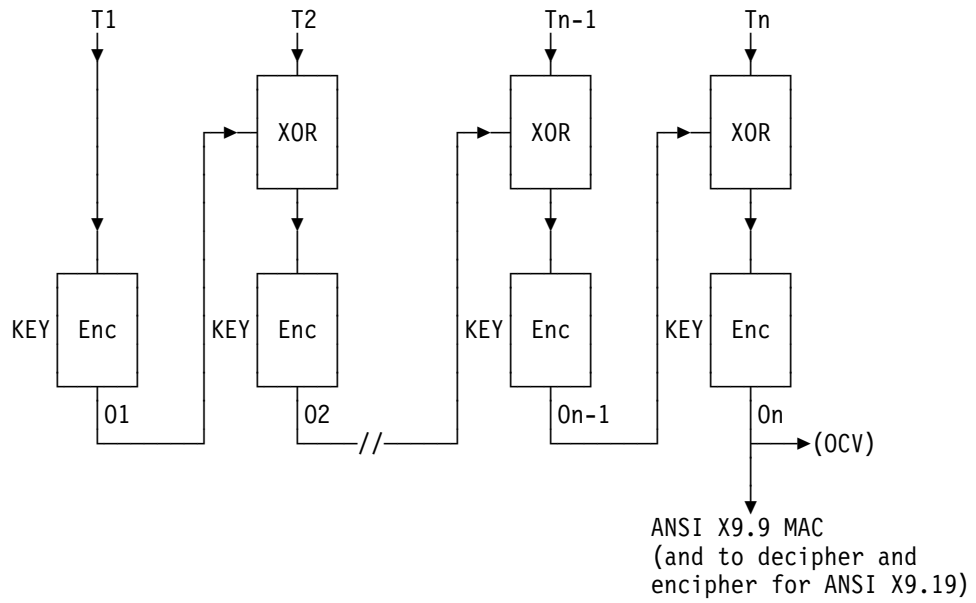 T1 T2 Tn-1 Tn
XOR XOR XOR
KEY Enc KEY Enc KEY Enc KEY Enc
O1 O2 On-1 On
// (OCV)
ANSI X9.9 MAC
(and to decipher and
encipher for ANSI X9.19)